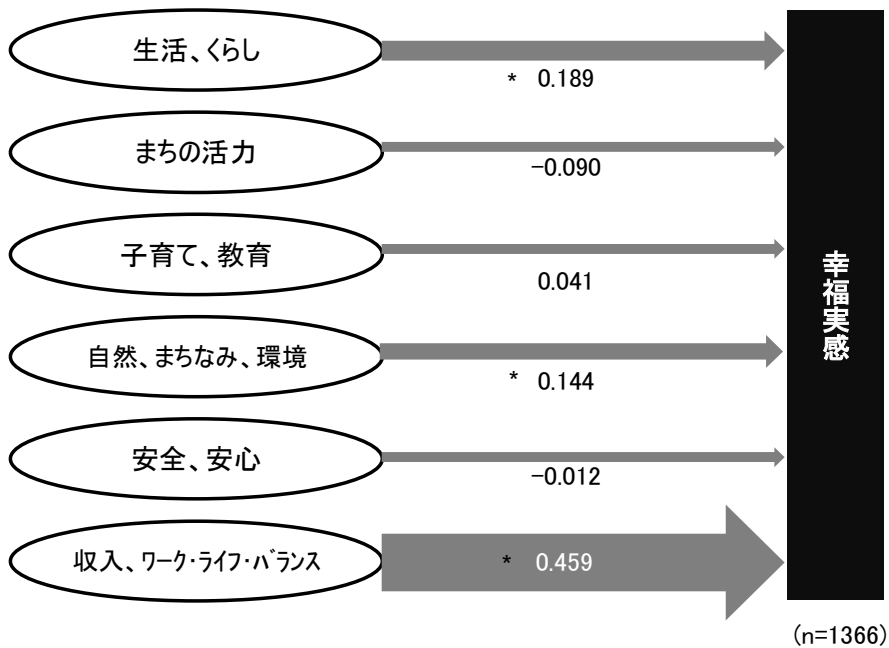 生活、くらし
* 0.189
まちの活力
-0.090
子育て、教育
0.041
自然、まちなみ、環境
* 0.144
安全、安心
-0.012
収入、ワーク・ライフ・バランス
* 0.459
幸福実感
(n=1366)